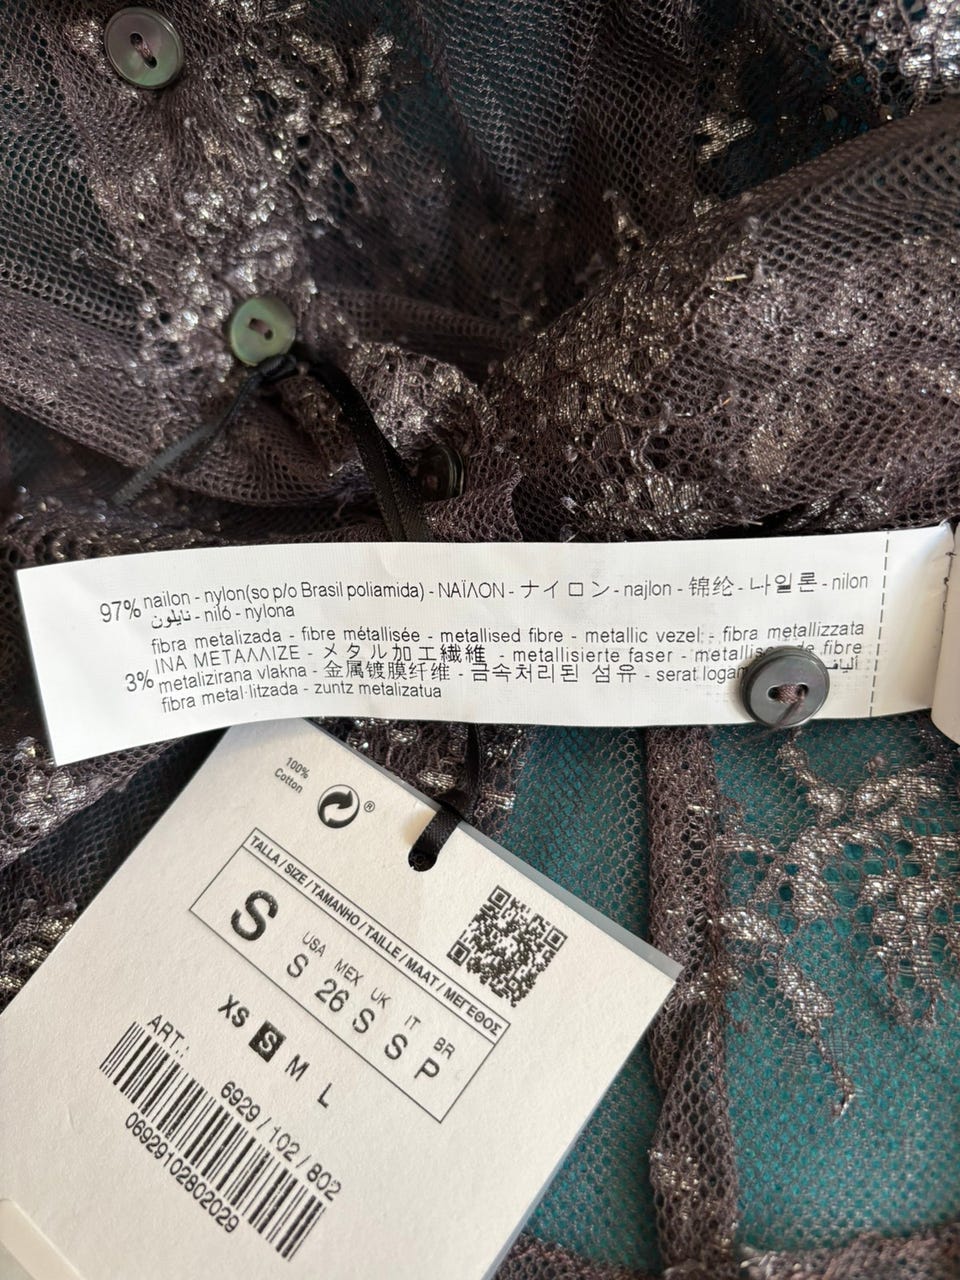 97% nailon - nylon(so p/o Brasil poliamida) - ΝΑΪΛΟΝ - ナイロン - najlon - 锦纶 - 나일론 - nilon
نايلون - niló - nylona
fibra metalizada - fibre métallisée - metallised fibre - metallic vezel - fibra metallizzata
ΙΝΑ ΜΕΤΑΛΛΙΖΕ - メタル加工繊維 - metallisierte faser - fibre
3% metalizirana vlakna - 金属镀膜纤维 - 금속처리된 섬유 - serat
fibra metal·litzada - zuntz metalizatua
100%
Cotton
®
TALLA / SIZE / TAMANHO / TAILLE / MAAT / ΜΕΓΕΘΟΣ
S
USA MEX UK IT BR
S 26 S S P
XS S M L
ART.:
6929 / 102 / 802
06929102802029